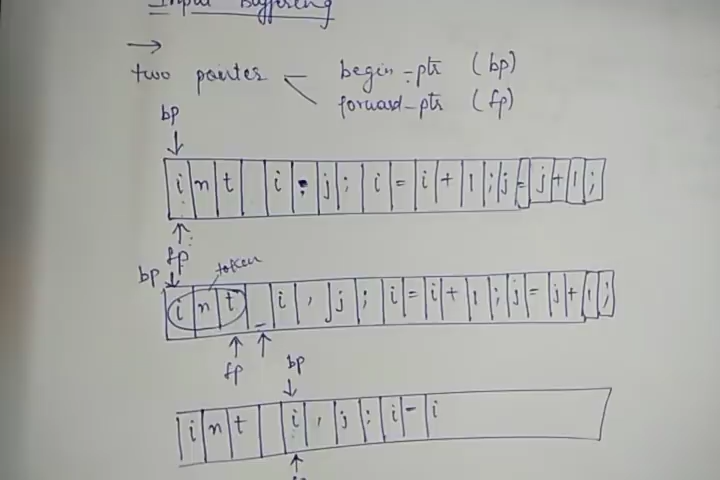 Input Buffering
two pointer begin-ptr (bp)
forward-ptr (fp)
bp
i n t i , j ; i = i + 1 ; j = j + 1 ;
fp
bp token
i n t _ i , j ; i = i + 1 ; j = j + 1 ;
fp
bp
i n t i , j ; i - i